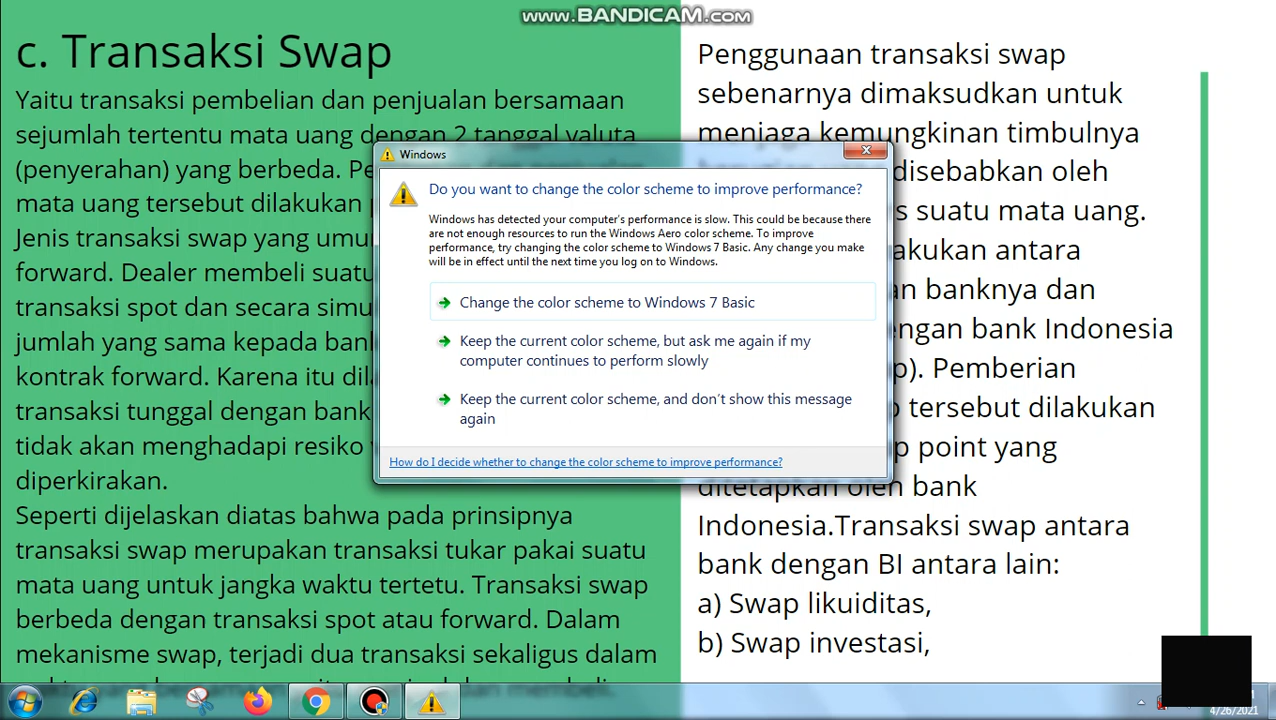 www.BANDICAM.com
c. Transaksi Swap
Yaitu transaksi pembelian dan penjualan bersamaan
sejumlah tertentu mata uang dengan 2 tanggal valuta
(penyerahan) yang berbeda.
mata uang tersebut dilakukan
Jenis transaksi swap yang
forward. Dealer membeli suatu
transaksi spot dan secara
jumlah yang sama kepada
kontrak forward. Karena itu
transaksi tunggal dengan bank
tidak akan menghadapi resiko
diperkirakan.
Seperti dijelaskan diatas bahwa pada prinsipnya
transaksi swap merupakan transaksi tukar pakai suatu
mata uang untuk jangka waktu tertetu. Transaksi swap
berbeda dengan transaksi spot atau forward. Dalam
mekanisme swap, terjadi dua transaksi sekaligus dalam
Penggunaan transaksi swap
sebenarnya dimaksudkan untuk
menjaga kemungkinan timbulnya
disebabkan oleh
suatu mata uang.
antara
banknya dan
bank Indonesia
Pemberian
tersebut dilakukan
point yang
ditetapkan oleh bank
Indonesia.Transaksi swap antara
bank dengan BI antara lain:
a) Swap likuiditas,
b) Swap investasi,
Windows
Do you want to change the color scheme to improve performance?
Windows has detected your computer's performance is slow. This could be because there
are not enough resources to run the Windows Aero color scheme. To improve
performance, try changing the color scheme to Windows 7 Basic. Any change you make
will be in effect until the next time you log on to Windows.
Change the color scheme to Windows 7 Basic
Keep the current color scheme, but ask me again if my
computer continues to perform slowly
Keep the current color scheme, and don't show this message
again
How do I decide whether to change the color scheme to improve performance?
4/26/2021